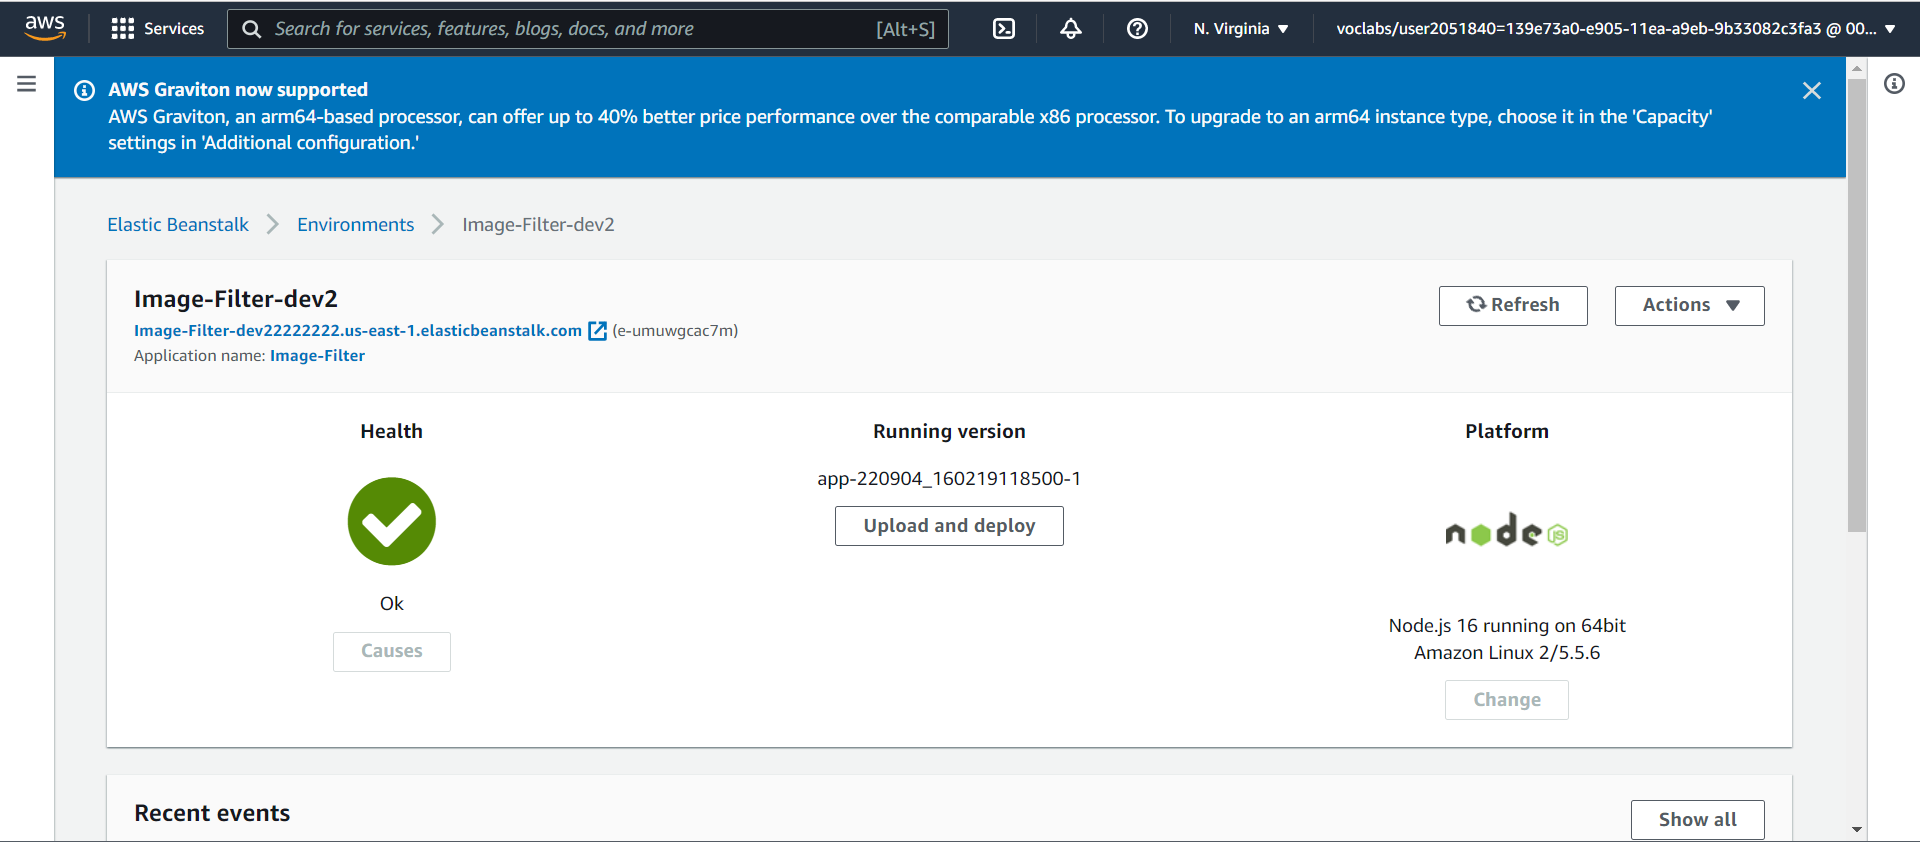 aws
Services
Search for services, features, blogs, docs, and more
[Alt+S]
N. Virginia
voclabs/user2051840=139e73a0-e905-11ea-a9eb-9b33082c3fa3 @ 00...
AWS Graviton now supported
AWS Graviton, an arm64-based processor, can offer up to 40% better price performance over the comparable x86 processor. To upgrade to an arm64 instance type, choose it in the 'Capacity'
settings in 'Additional configuration.'
Elastic Beanstalk
Environments
Image-Filter-dev2
Image-Filter-dev2
Image-Filter-dev22222222.us-east-1.elasticbeanstalk.com (e-umuwgcac7m)
Application name: Image-Filter
Refresh
Actions
Health
Ok
Causes
Running version
app-220904_160219118500-1
Upload and deploy
Platform
node JS
Node.js 16 running on 64bit
Amazon Linux 2/5.5.6
Change
Recent events
Show all